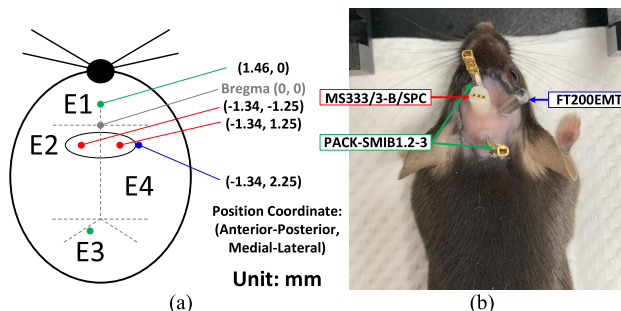 (1.46, 0)
E1
Bregma (0, 0)
(-1.34, -1.25)
(-1.34, 1.25)
E2
E4
(-1.34, 2.25)
Position Coordinate:
(Anterior-Posterior,
Medial-Lateral)
E3
Unit: mm
(a)
MS333/3-B/SPC
FT200EMT
PACK-SMIB1.2-3
(b)